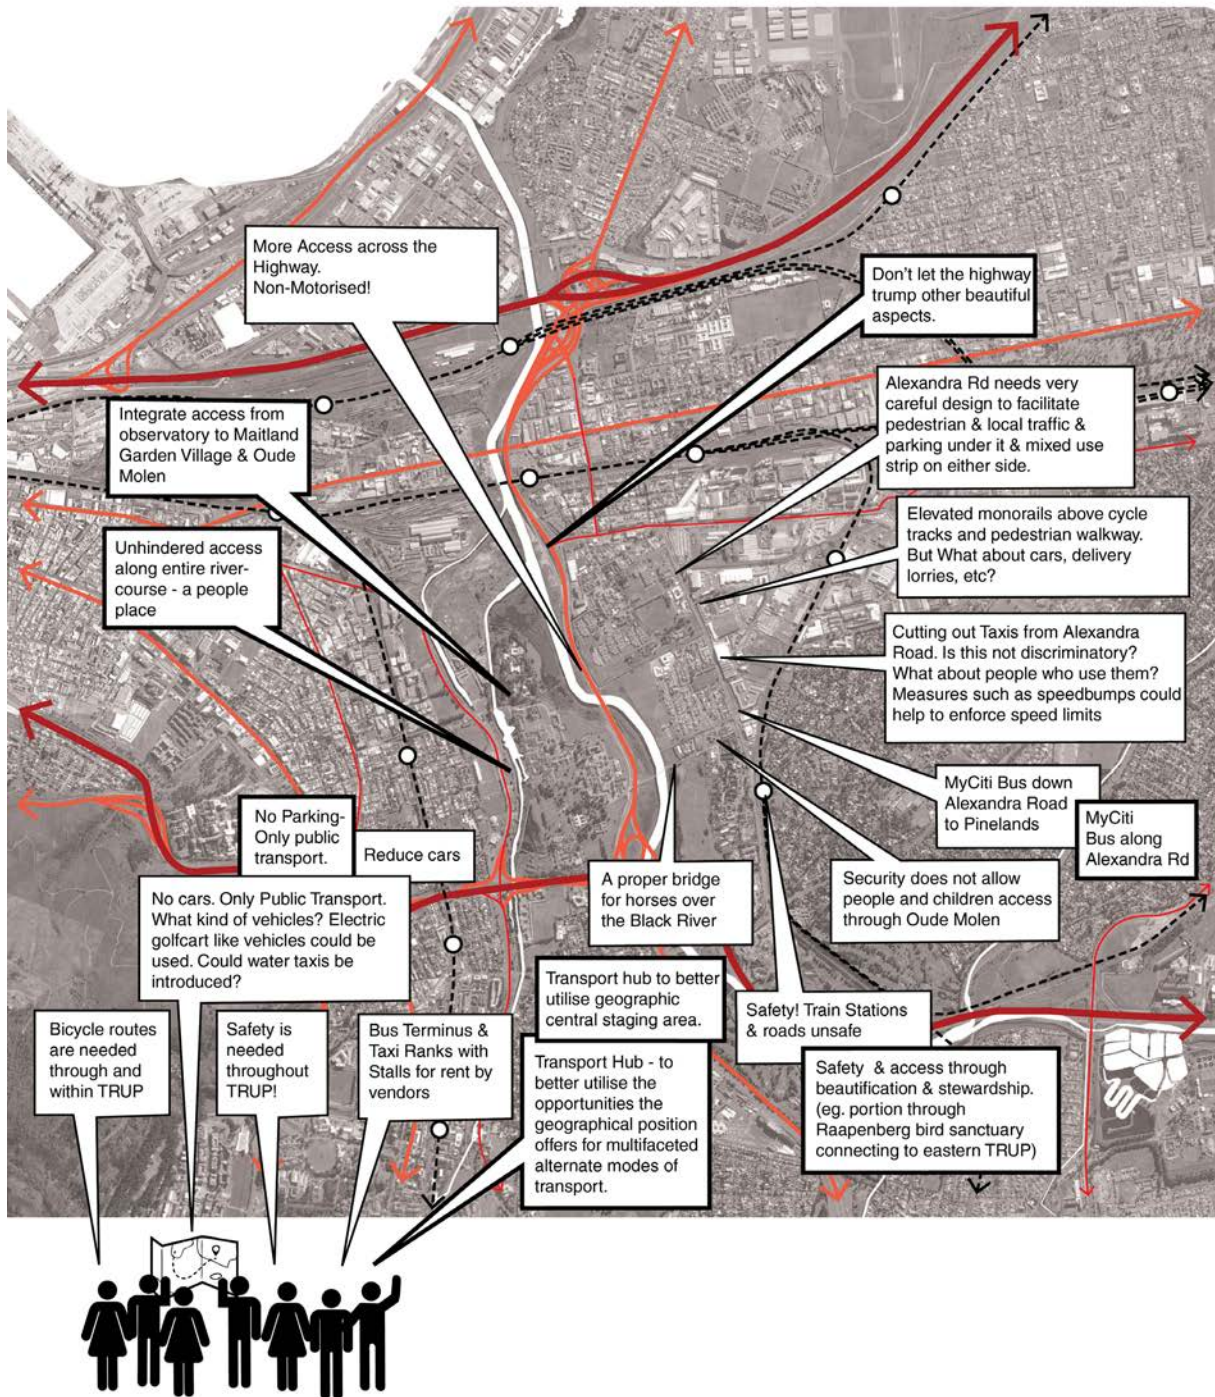 More Access across the
Highway.
Non-Motorised!
Don't let the highway
trump other beautiful
aspects.
Integrate access from
observatory to Maitland
Garden Village & Oude
Molen
Alexandra Rd needs very
careful design to facilitate
pedestrian & local traffic &
parking under it & mixed use
strip on either side.
Elevated monorails above cycle
tracks and pedestrian walkway.
But What about cars, delivery
lorries, etc?
Unhindered access
along entire river-
course - a people
place
Cutting out Taxis from Alexandra
Road. Is this not discriminatory?
What about people who use them?
Measures such as speedbumps could
help to enforce speed limits
MyCiti Bus down
Alexandra Road
to Pinelands
MyCiti
Bus along
Alexandra Rd
No Parking-
Only public
transport.
Reduce cars
A proper bridge
for horses over
the Black River
Security does not allow
people and children access
through Oude Molen
No cars. Only Public Transport.
What kind of vehicles? Electric
golfcart like vehicles could be
used. Could water taxis be
introduced?
Transport hub to better
utilise geographic
central staging area.
Safety! Train Stations
& roads unsafe
Bicycle routes
are needed
through and
within TRUP
Safety is
needed
throughout
TRUP!
Bus Terminus &
Taxi Ranks with
Stalls for rent by
vendors
Transport Hub - to
better utilise the
opportunities the
geographical position
offers for multifaceted
alternate modes of
transport.
Safety & access through
beautification & stewardship.
(eg. portion through
Raapenberg bird sanctuary
connecting to eastern TRUP)